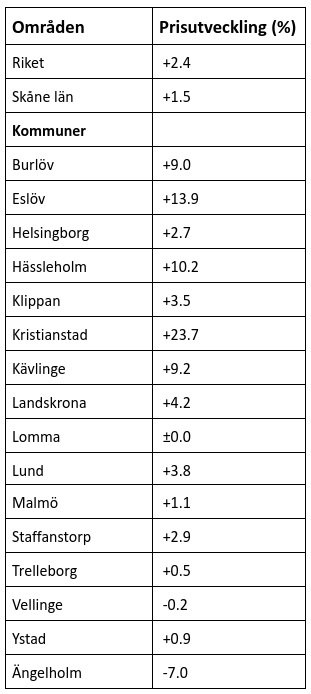 Områden Prisutveckling (%)
Riket +2.4
Skåne län +1.5
Kommuner
Burlöv +9.0
Eslöv +13.9
Helsingborg +2.7
Hässleholm +10.2
Klippan +3.5
Kristianstad +23.7
Kävlinge +9.2
Landskrona +4.2
Lomma ±0.0
Lund +3.8
Malmö +1.1
Staffanstorp +2.9
Trelleborg +0.5
Vellinge -0.2
Ystad +0.9
Ängelholm -7.0